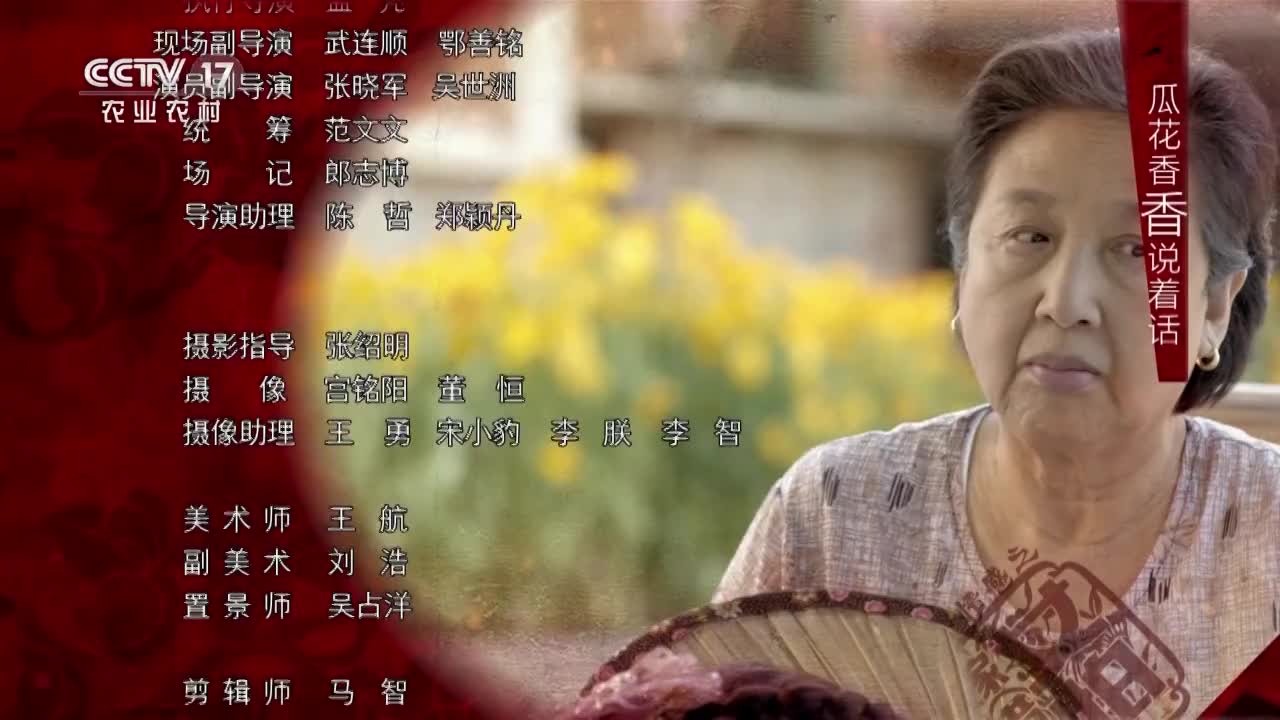 现场副导演 武连顺 鄂善铭
CCTV 17
农业农村
演员副导演 张晓军 吴世洲
统 筹 范文文
场 记 郎志博
导演助理 陈 哲 郑颖丹
摄影指导 张绍明
摄 像 宫铭阳 董 恒
摄像助理 王 勇 宋小豹 李 朕 李 智
美 术 师 王 航
副 美 术 刘 浩
置 景 师 吴占洋
剪 辑 师 马 智
瓜花香香说着话